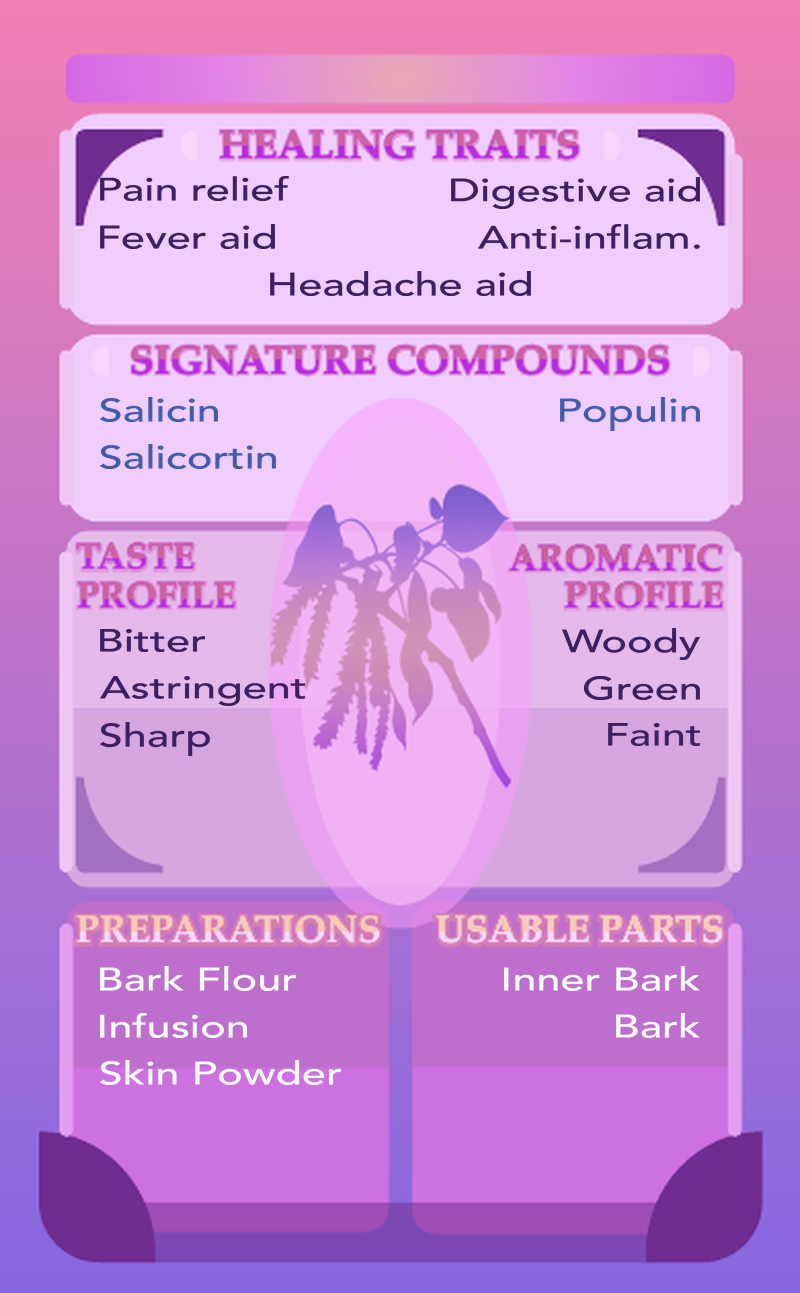 HEALING TRAITS
Pain relief
Digestive aid
Fever aid
Anti-inflam.
Headache aid
SIGNATURE COMPOUNDS
Salicin
Populin
Salicortin
TASTE
PROFILE
Bitter
Astringent
Sharp
AROMATIC
PROFILE
Woody
Green
Faint
PREPARATIONS
Bark Flour
Infusion
Skin Powder
USABLE PARTS
Inner Bark
Bark